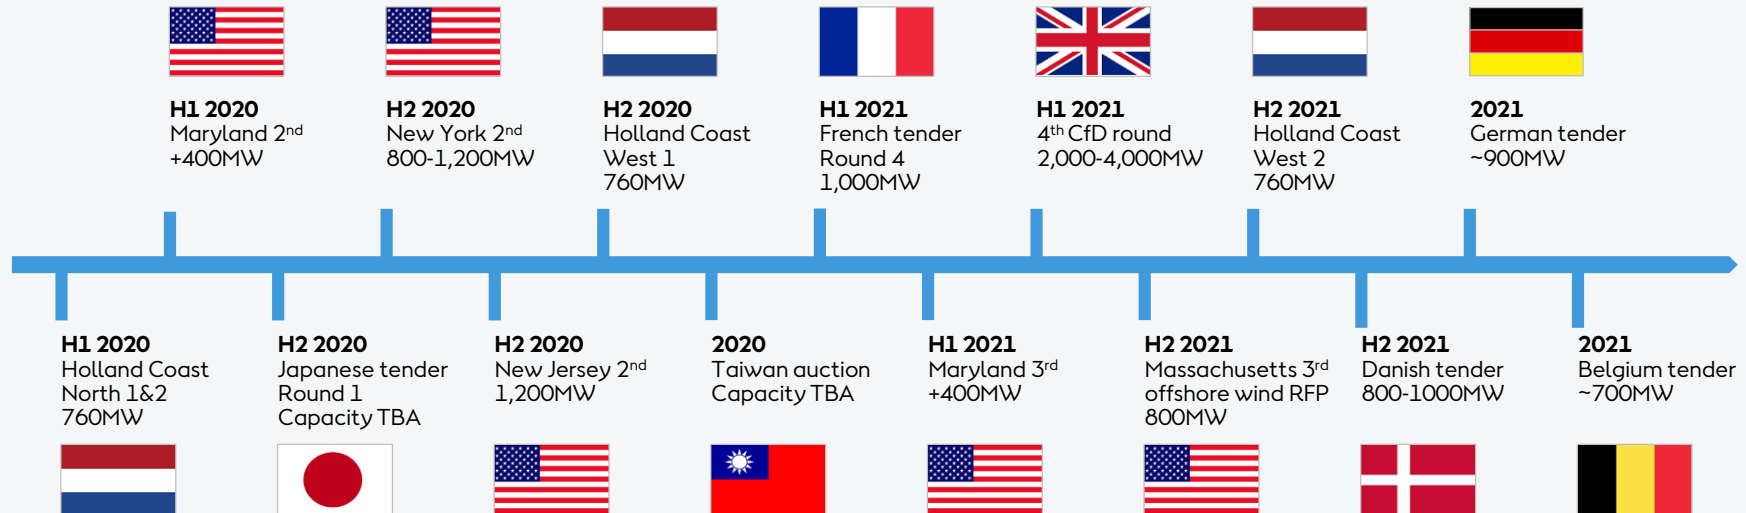 H1 2020
Maryland 2nd
+400MW
H2 2020
New York 2nd
800-1,200MW
H2 2020
Holland Coast
West 1
760MW
H1 2021
French tender
Round 4
1,000MW
H1 2021
4th CfD round
2,000-4,000MW
H2 2021
Holland Coast
West 2
760MW
2021
German tender
~900MW
H1 2020
Holland Coast
North 1&2
760MW
H2 2020
Japanese tender
Round 1
Capacity TBA
H2 2020
New Jersey 2nd
1,200MW
2020
Taiwan auction
Capacity TBA
H1 2021
Maryland 3rd
+400MW
H2 2021
Massachusetts 3rd
offshore wind RFP
800MW
H2 2021
Danish tender
800-1000MW
2021
Belgium tender
~700MW